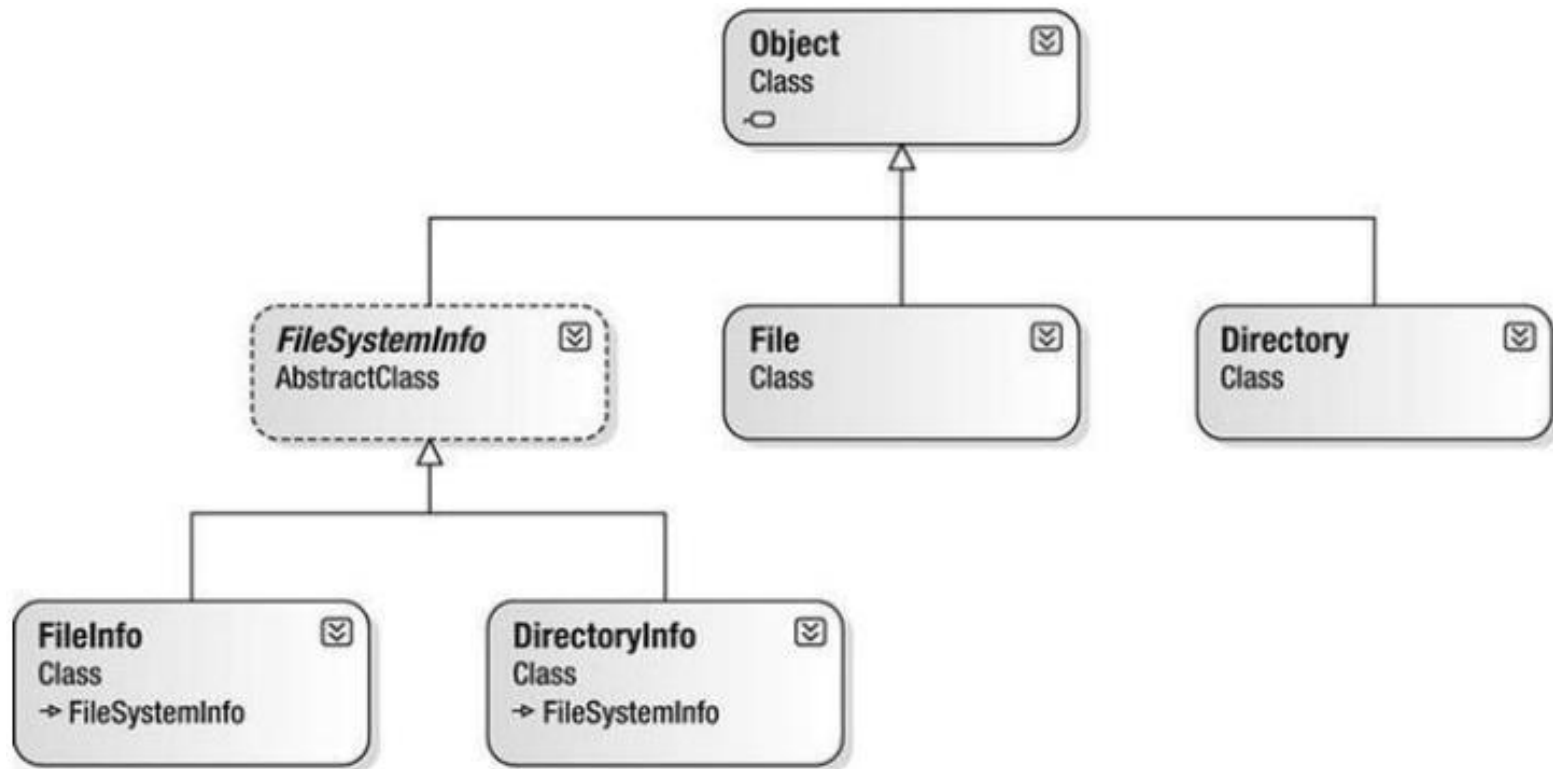 Object
Class
FileSystemInfo
AbstractClass
File
Class
Directory
Class
FileInfo
Class
FileSystemInfo
DirectoryInfo
Class
FileSystemInfo